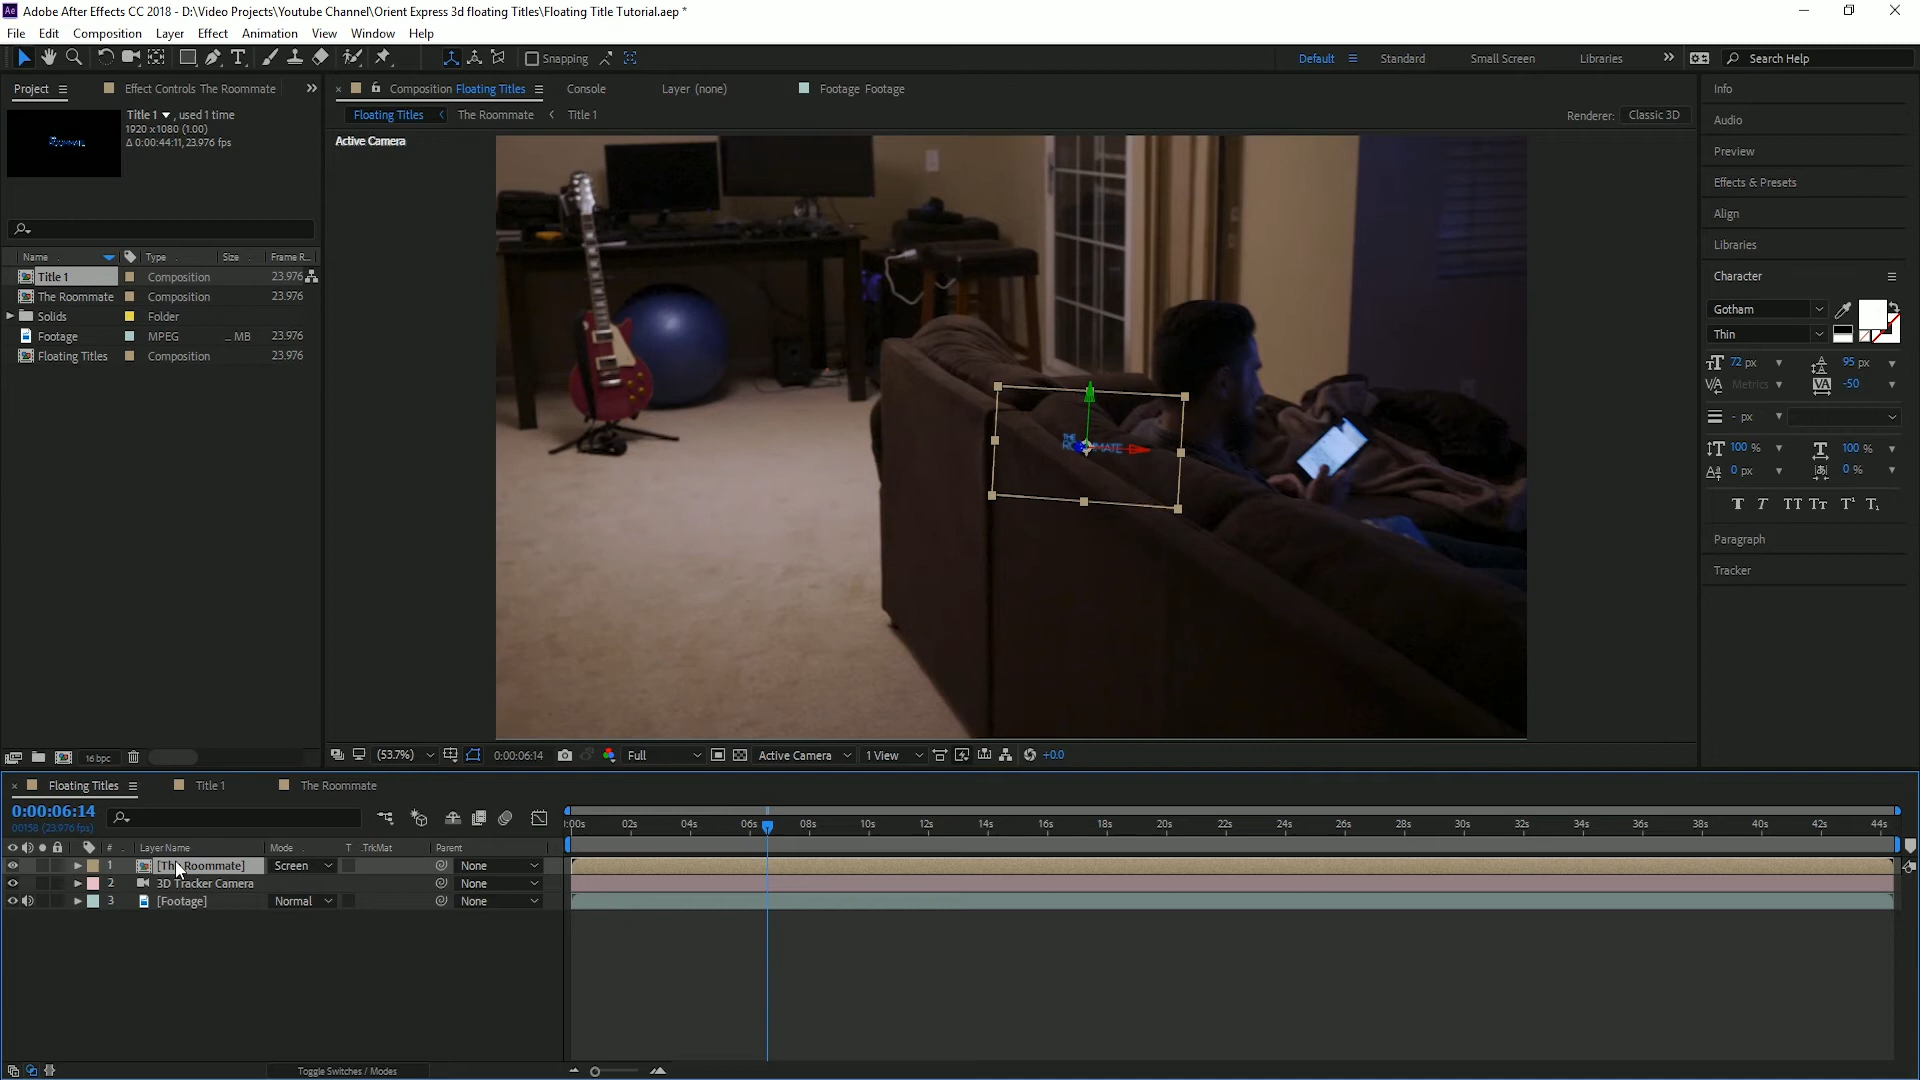 Adobe After Effects CC 2018 - D:\Video Projects\Youtube Channel\Orient Express 3d floating Titles\Floating Title Tutorial.aep *
File Edit Composition Layer Effect Animation View Window Help
Snapping Default Standard Small Screen Libraries Search Help
Project Effect Controls The Roommate Composition Floating Titles Console Layer (none) Footage Footage Info
Title 1 , used 1 time Floating Titles The Roommate Title 1 Renderer: Classic 3D
1920 x 1080 (1.00)
Δ 0:00:44:11, 23.976 fps
Active Camera
Audio
Preview
Effects & Presets
Align
Libraries
Character
Gotham
Thin
72 px 95 px
Metrics -50
- px
100 % 100 %
0 px 0 %
Paragraph
Tracker
Name Type Size Frame R...
Title 1 Composition 23.976
The Roommate Composition 23.976
Solids Folder
Footage MPEG ... MB 23.976
Floating Titles Composition 23.976
16 bpc (53.7%) 0:00:06:14 Full Active Camera 1 View +0.0
Floating Titles Title 1 The Roommate
0:00:06:14
00158 (23.976 fps)
:00s 02s 04s 06s 08s 10s 12s 14s 16s 18s 20s 22s 24s 26s 28s 30s 32s 34s 36s 38s 40s 42s 44s
# Layer Name Mode T .TrkMat Parent
1 [The Roommate] Screen None
2 3D Tracker Camera None
3 [Footage] Normal None
Toggle Switches / Modes